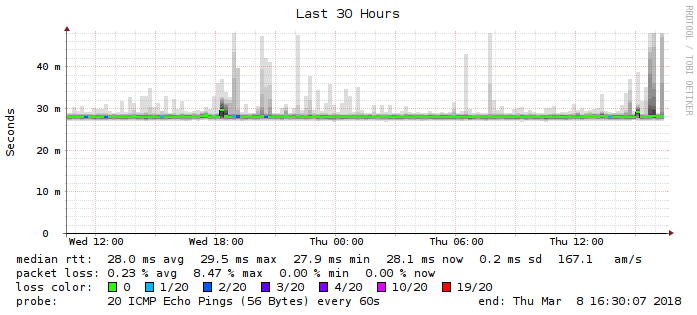 Last 30 Hours
RRDTOOL / TOBI OETIKER
Seconds
40 m
30 m
20 m
10 m
0
Wed 12:00 Wed 18:00 Thu 00:00 Thu 06:00 Thu 12:00
median rtt: 28.0 ms avg 29.5 ms max 27.9 ms min 28.1 ms now 0.2 ms sd 167.1 am/s
packet loss: 0.23 % avg 8.47 % max 0.00 % min 0.00 % now
loss color: 0 1/20 2/20 3/20 4/20 10/20 19/20
probe: 20 ICMP Echo Pings (56 Bytes) every 60s end: Thu Mar 8 16:30:07 2018